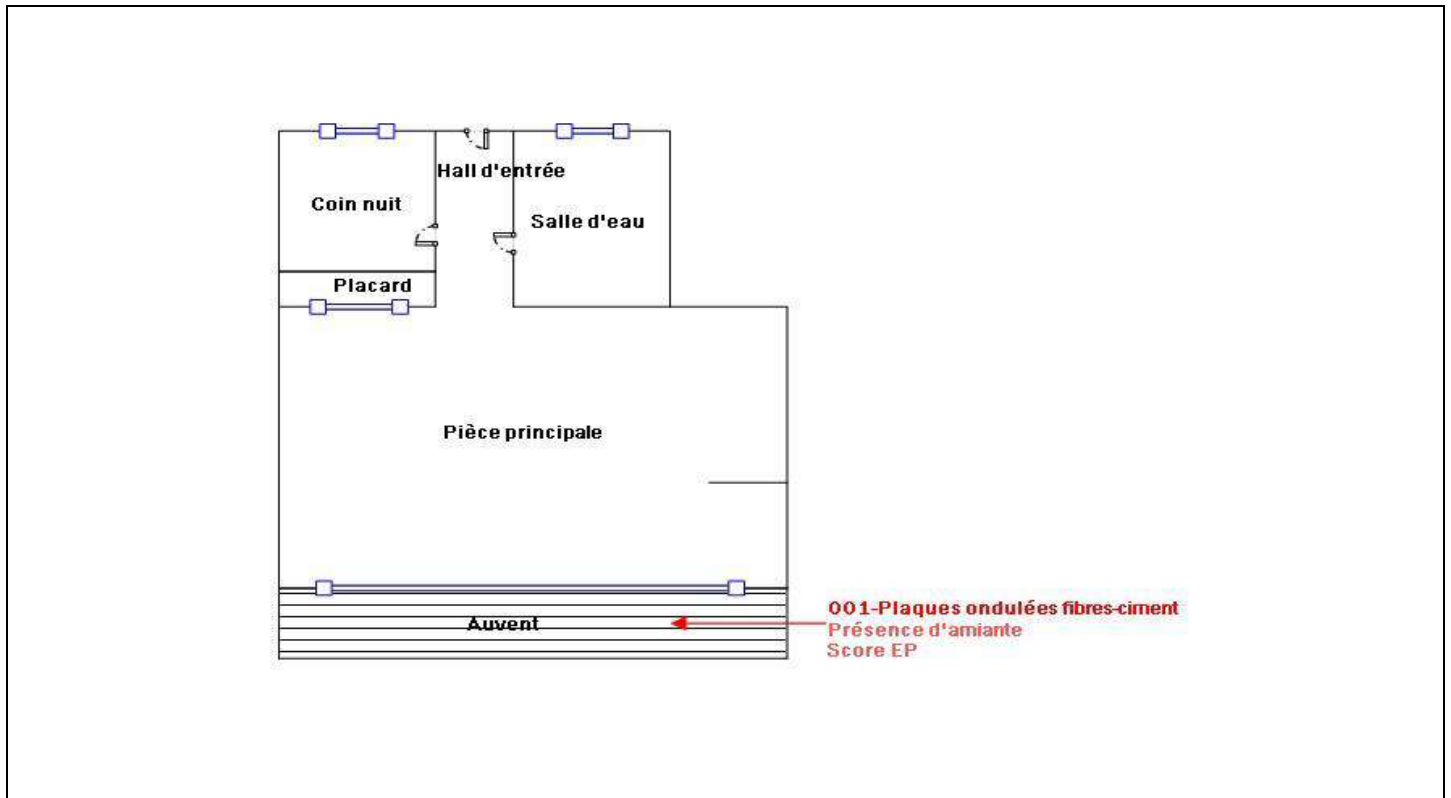 Hall d'entrée
Coin nuit
Salle d'eau
Placard
Pièce principale
Auvent
001-Plaques ondulées fibres-ciment
Présence d'amiante
Score EP